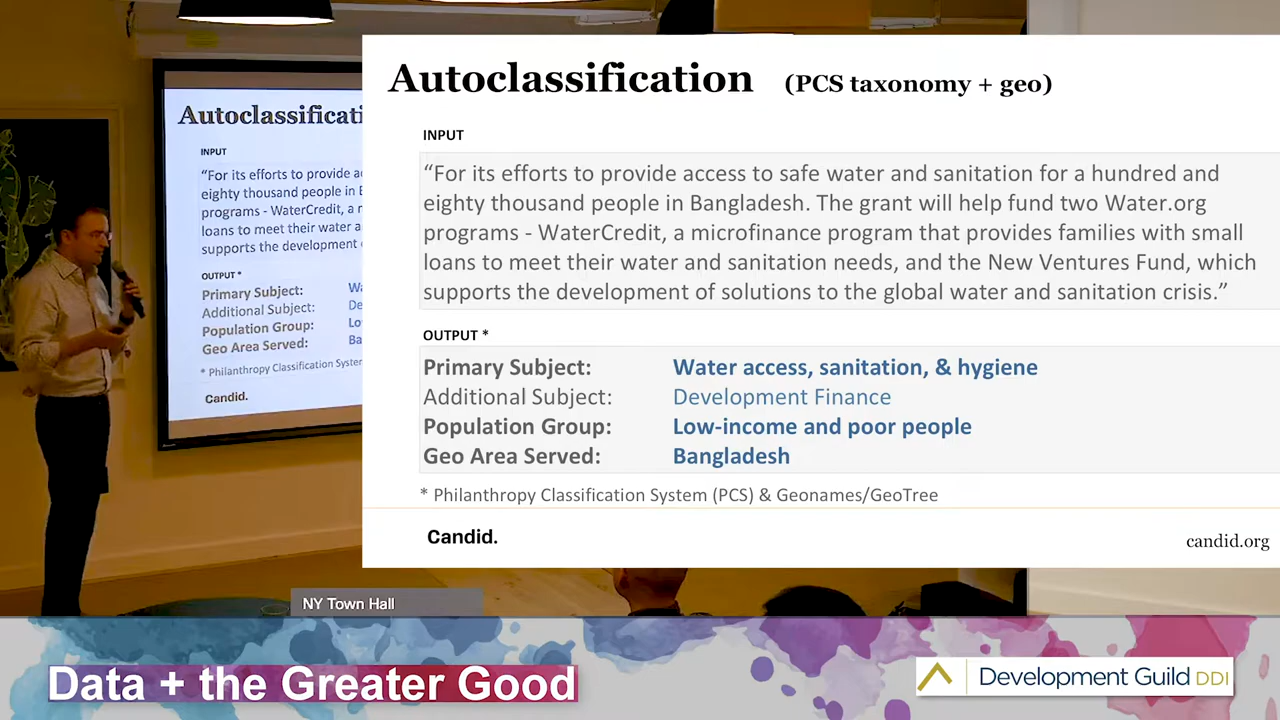 Autoclassification (PCS taxonomy + geo)
INPUT
“For its efforts to provide access to safe water and sanitation for a hundred and
eighty thousand people in Bangladesh. The grant will help fund two Water.org
programs - WaterCredit, a microfinance program that provides families with small
loans to meet their water and sanitation needs, and the New Ventures Fund, which
supports the development of solutions to the global water and sanitation crisis.”
OUTPUT *
Primary Subject: Water access, sanitation, & hygiene
Additional Subject: Development Finance
Population Group: Low-income and poor people
Geo Area Served: Bangladesh
* Philanthropy Classification System (PCS) & Geonames/GeoTree
Candid.
candid.org
Autoclassificati
INPUT
“For its efforts to provide a
eighty thousand people in
programs - WaterCredit, a
loans to meet their water a
supports the development
OUTPUT *
Primary Subject: Wa
Additional Subject: De
Population Group: Lo
Geo Area Served: Ba
* Philanthropy Classification System
Candid.
NY Town Hall
Data + the Greater Good
Development Guild DDI